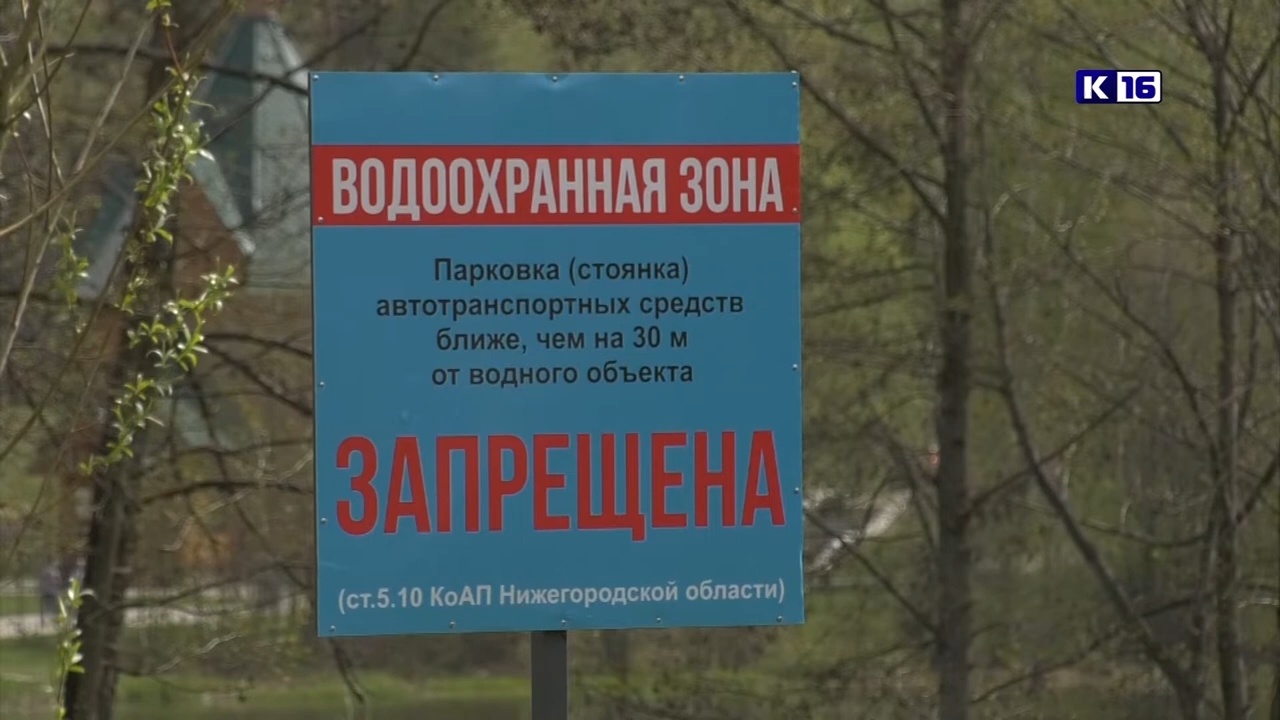 К 16
ВОДООХРАННАЯ ЗОНА
Парковка (стоянка)
автотранспортных средств
ближе, чем на 30 м
от водного объекта
ЗАПРЕЩЕНА
(ст.5.10 КоАП Нижегородской области)